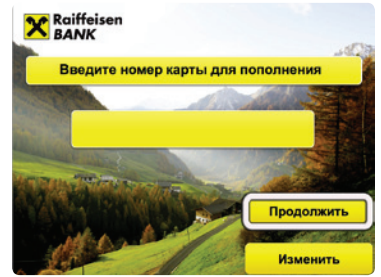 Raiffeisen
BANK
Введите номер карты для пополнения
Продолжить
Изменить